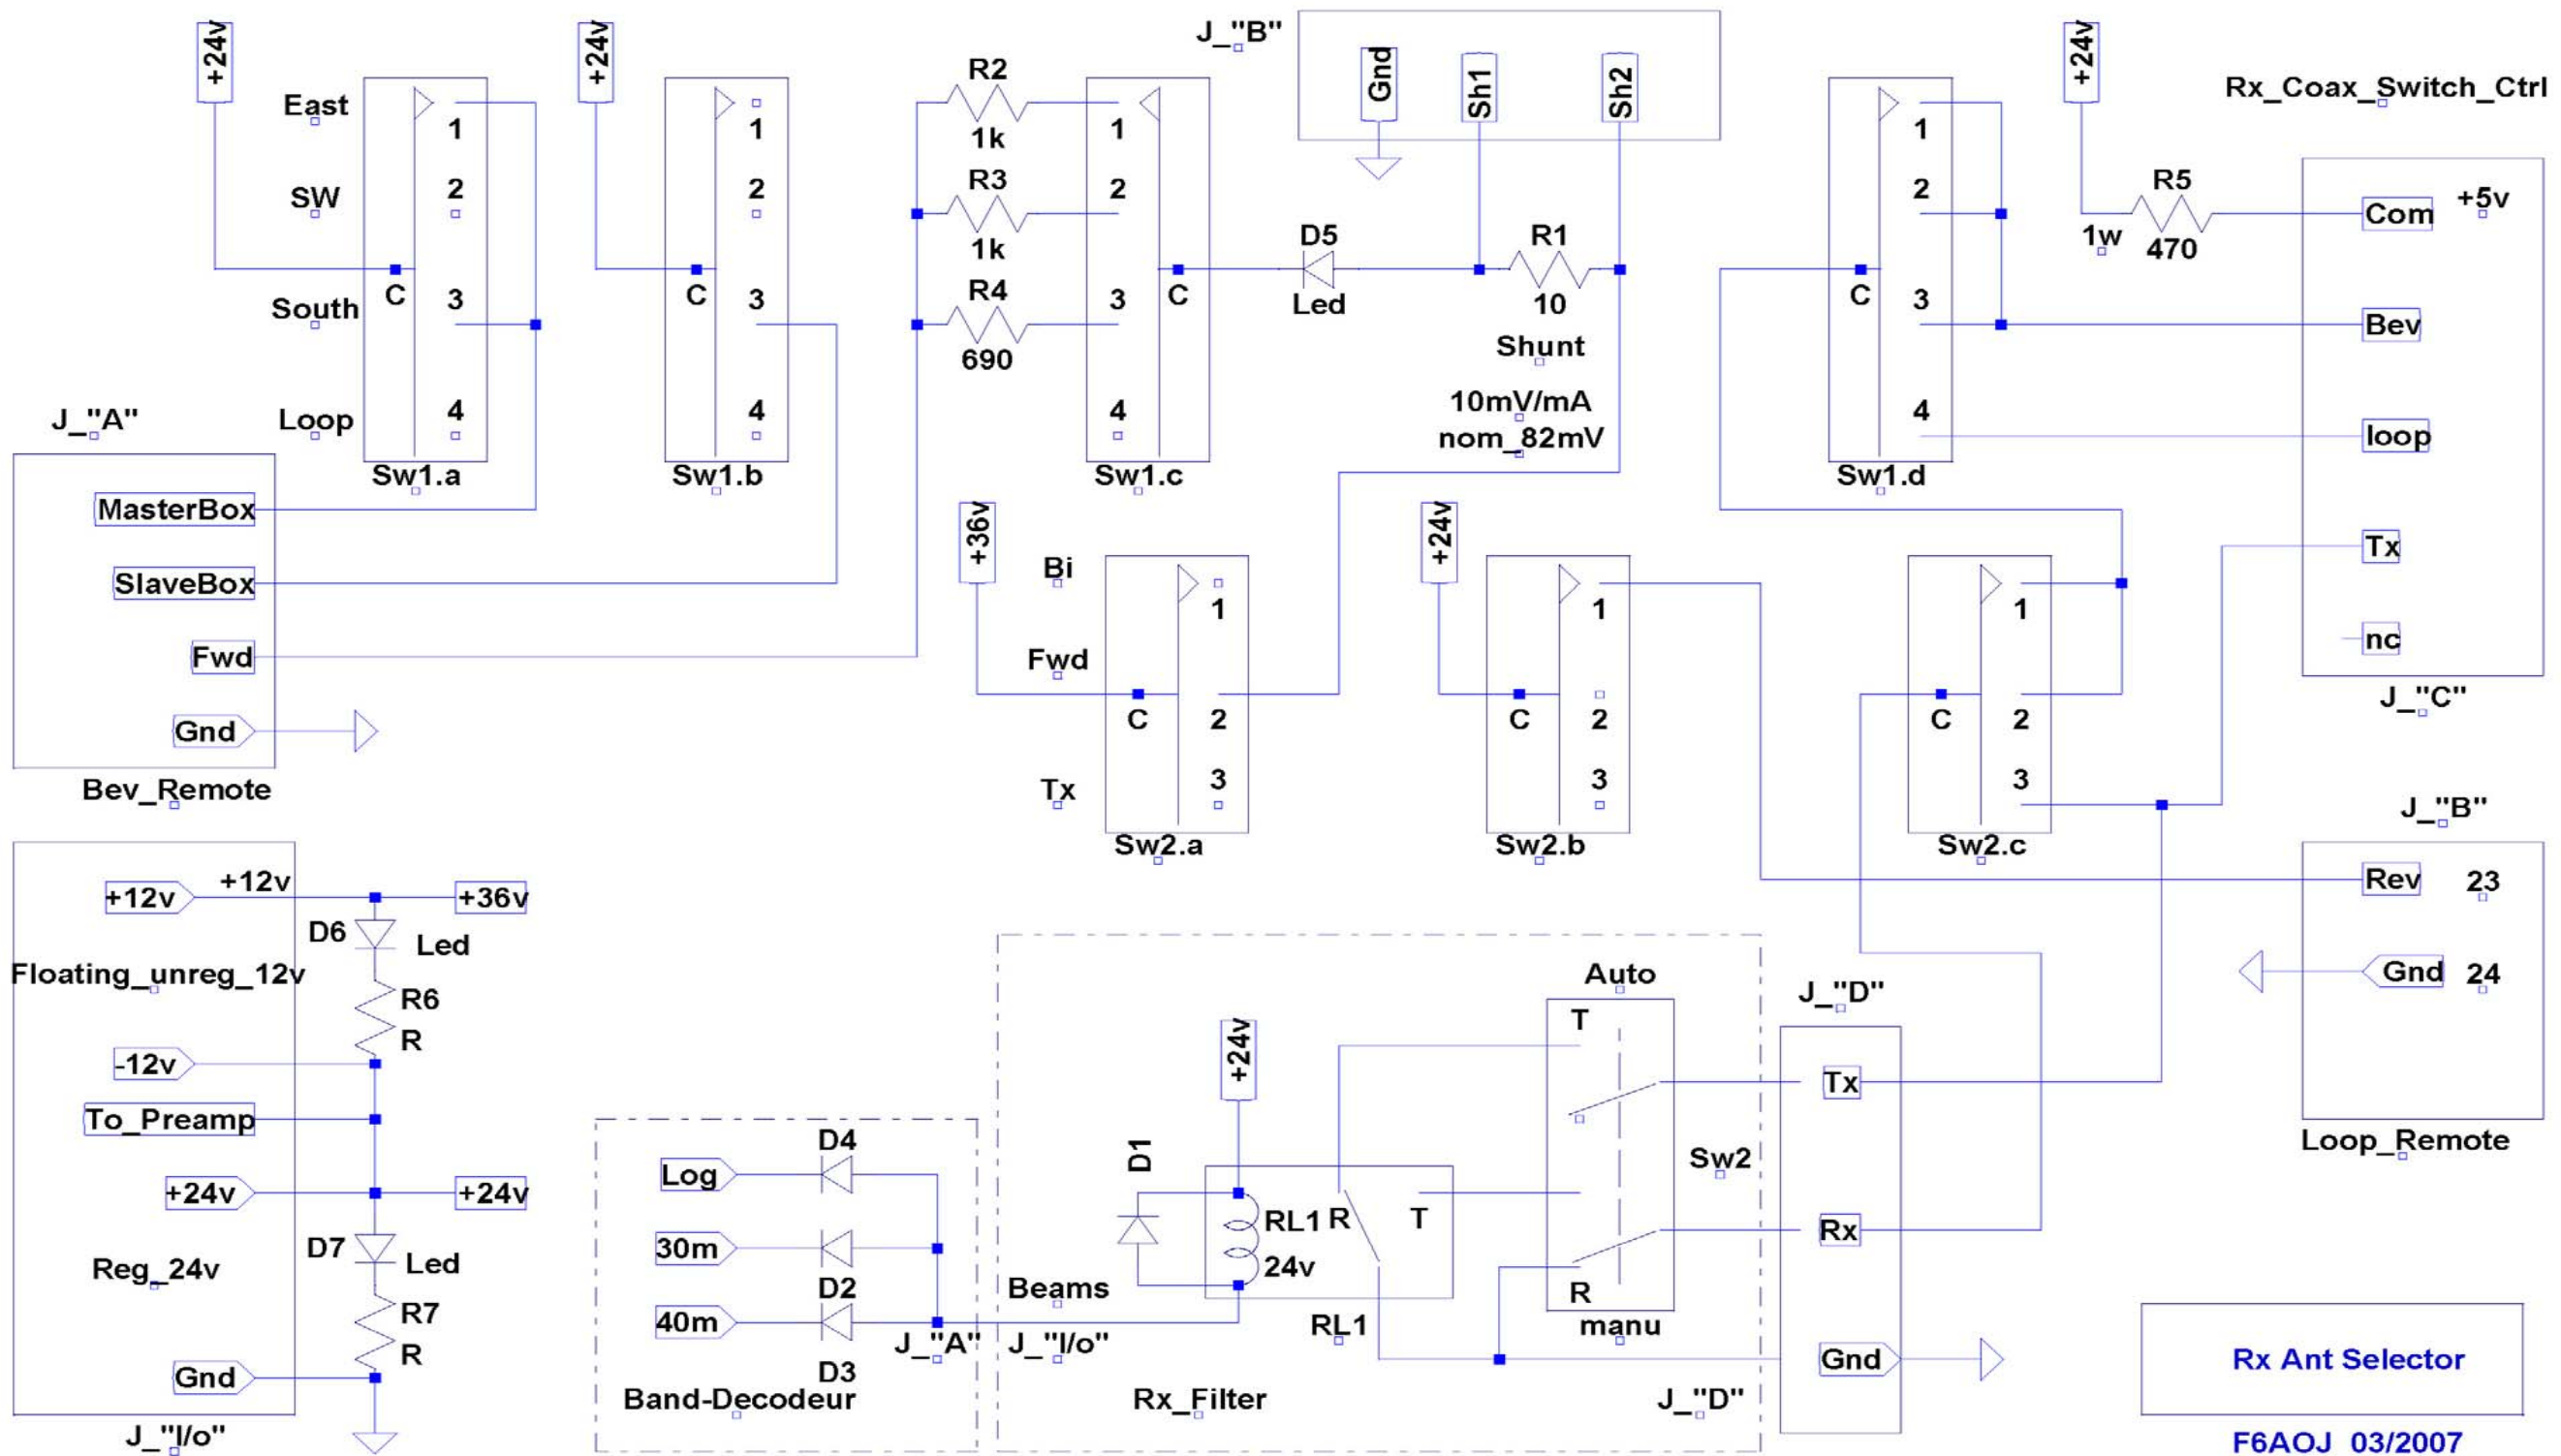 +24v
East
SW
South
Loop
1
2
3
4
C
Sw1.a
+24v
1
2
3
4
C
Sw1.b
R2
1k
R3
1k
R4
690
1
2
3
4
C
Sw1.c
J_"B"
Gnd
Sh1
Sh2
D5
Led
R1
10
Shunt
10mV/mA
nom_82mV
1
2
3
4
C
Sw1.d
+24v
R5
1w
470
Rx_Coax_Switch_Ctrl
Com
+5v
Bev
loop
Tx
nc
J_"C"
J_"A"
MasterBox
SlaveBox
Fwd
Gnd
Bev_Remote
+36v
Bi
Fwd
Tx
1
C
2
3
Sw2.a
+24v
1
C
2
3
Sw2.b
1
C
2
3
Sw2.c
J_"B"
Rev
23
Gnd
24
Loop_Remote
+12v
+12v
+36v
D6
Led
Floating_unreg_12v
R6
R
-12v
To_Preamp
+24v
+24v
D7
Led
Reg_24v
R7
R
Gnd
J_"I/o"
Log
D4
30m
D2
40m
D3
J_"A"
Band-Decodeur
Beams
J_"I/o"
+24v
D1
RL1
R
T
24v
RL1
Rx_Filter
Auto
T
R
manu
Sw2
J_"D"
J_"D"
Tx
Rx
Gnd
Rx Ant Selector
F6AOJ 03/2007